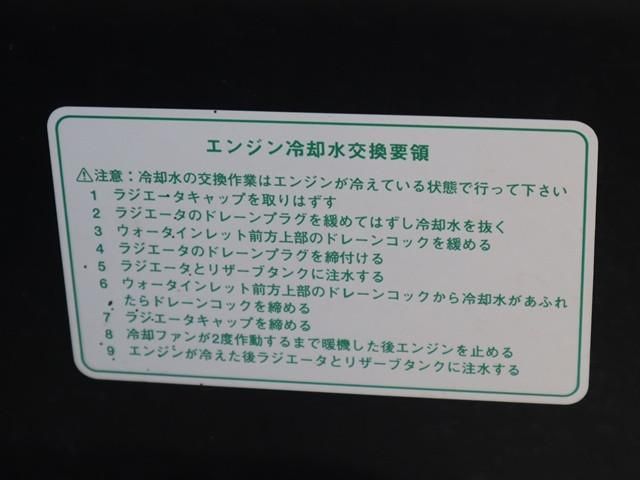 エンジン冷却水交換要領
⚠注意：冷却水の交換作業はエンジンが冷えている状態で行って下さい
1 ラジエータキャップを取りはずす
2 ラジエータのドレーンプラグを緩めてはずし冷却水を抜く
3 ウォータインレット前方上部のドレーンコックを緩める
4 ラジエータのドレーンプラグを締付ける
5 ラジエータとリザーブタンクに注水する
6 ウォータインレット前方上部のドレーンコックから冷却水があふれ
たらドレーンコックを締める
7 ラジエータキャップを締める
8 冷却ファンが2度作動するまで暖機した後エンジンを止める
9 エンジンが冷えた後ラジエータとリザーブタンクに注水する